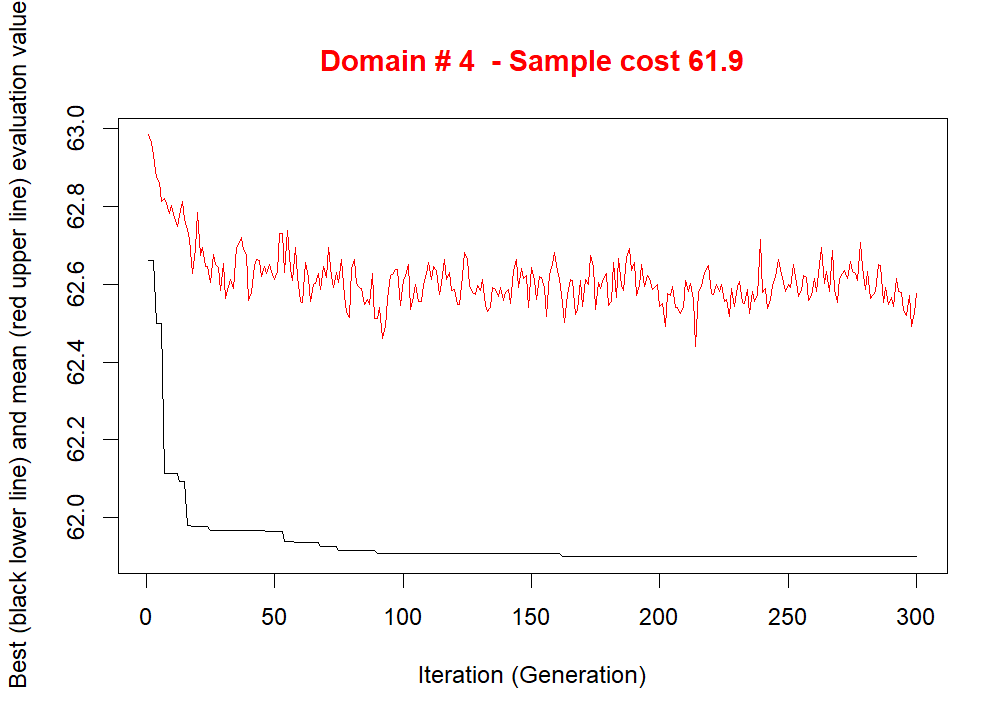 Domain # 4 - Sample cost 61.9
Best (black lower line) and mean (red upper line) evaluation value
63.0
62.8
62.6
62.4
62.2
62.0
0 50 100 150 200 250 300
Iteration (Generation)